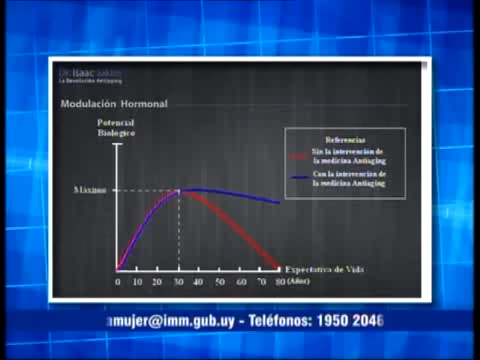 Dr. Isaac Jakter
La Revolución Antiaging
Modulación Hormonal
Potencial
Biologico
Máximo
Referencias
Sin la intervención de
la medicina Antiaging
Con la intervención de
la medicina Antiaging
0 10 20 30 40 50 60 70 80
Expectativa de Vida
(Años)
amujer@imm.gub.uy - Teléfonos: 1950 2046